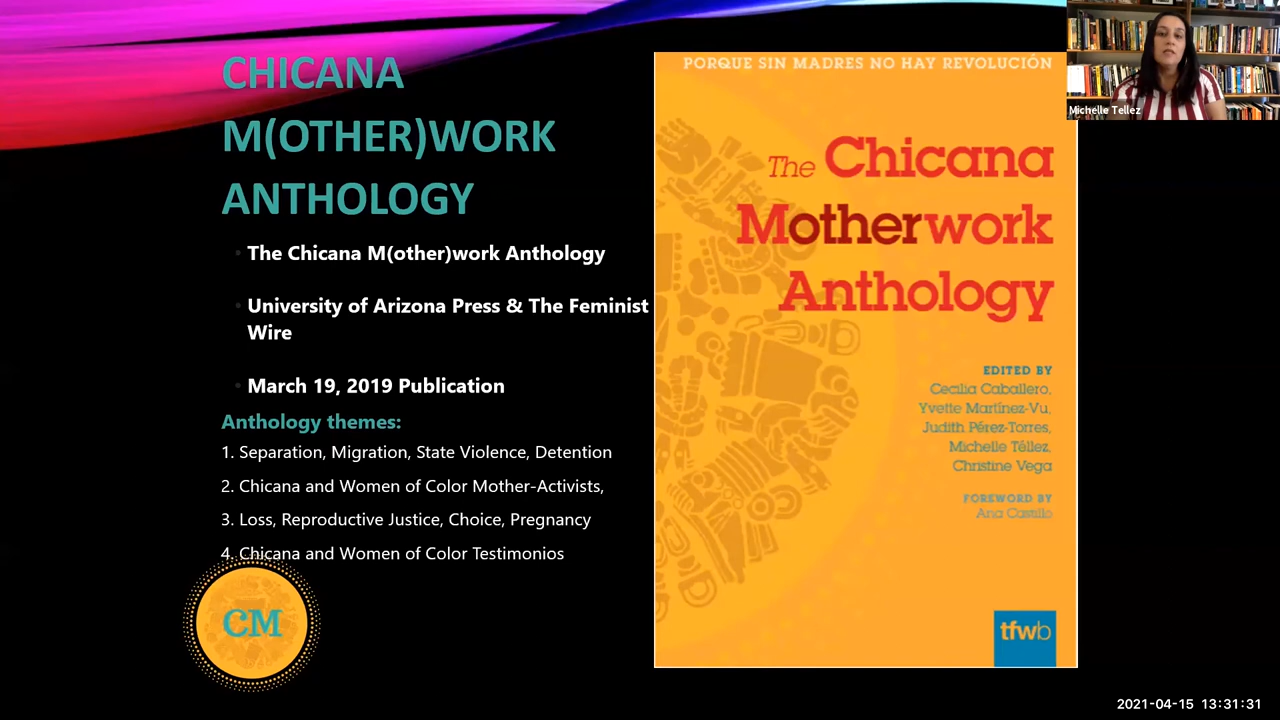 CHICANA
M(OTHER)WORK
ANTHOLOGY
The Chicana M(other)work Anthology
University of Arizona Press & The Feminist
Wire
March 19, 2019 Publication
Anthology themes:
1. Separation, Migration, State Violence, Detention
2. Chicana and Women of Color Mother-Activists,
3. Loss, Reproductive Justice, Choice, Pregnancy
4. Chicana and Women of Color Testimonios
CM
PORQUE SIN MADRES NO HAY REVOLUCIÓN
The Chicana
Motherwork
Anthology
EDITED BY
Cecilia Caballero,
Yvette Martínez-Vu,
Judith Pérez-Torres,
Michelle Téllez,
Christine Vega
FOREWORD BY
Ana Castillo
tfwb
Michelle Tellez
2021-04-15 13:31:31